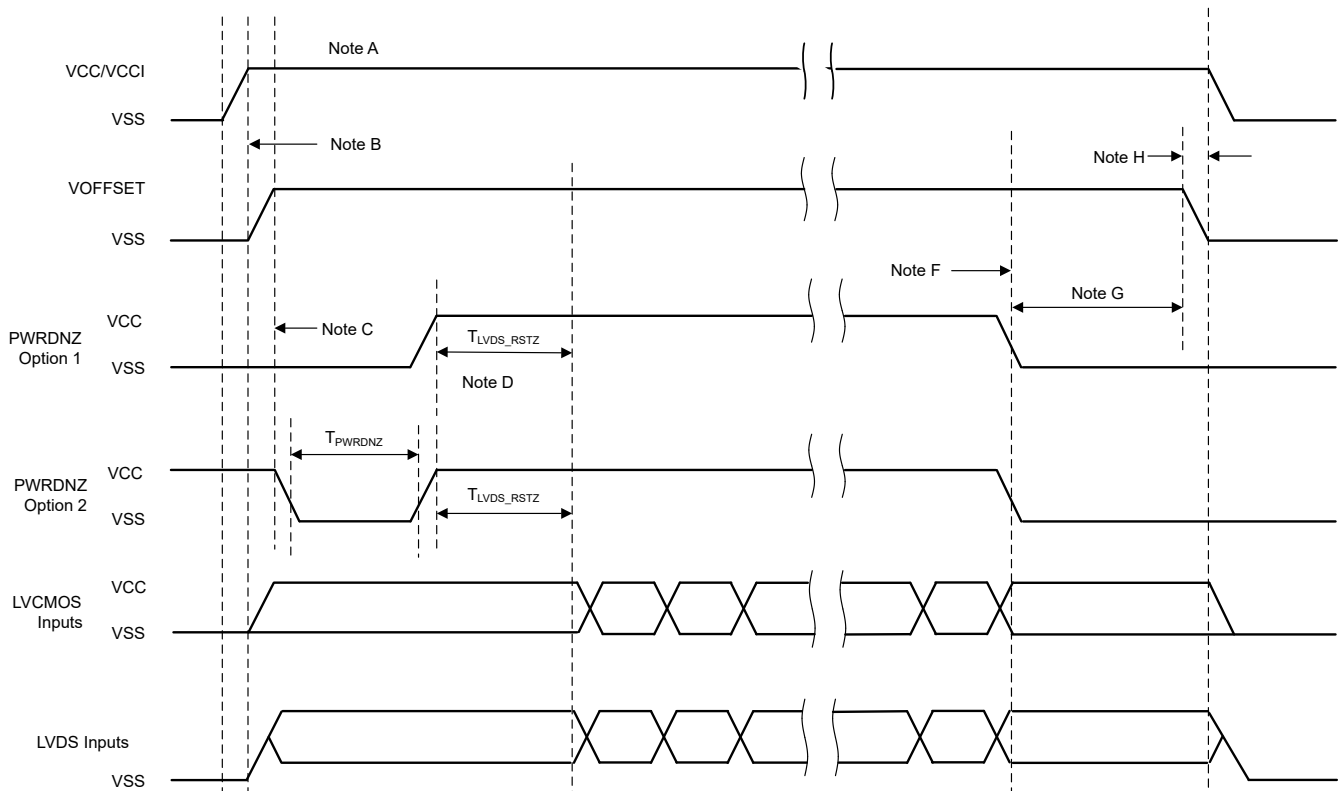 Note A
VCC/VCCI
VSS
Note B
Note H
VOFFSET
VSS
Note F
Note G
VCC
PWRDNZ
Option 1
Note C
TLVDS_RSTZ
VSS
Note D
TPWRDNZ
VCC
PWRDNZ
Option 2
TLVDS_RSTZ
VSS
VCC
LVCMOS
Inputs
VSS
LVDS Inputs
VSS